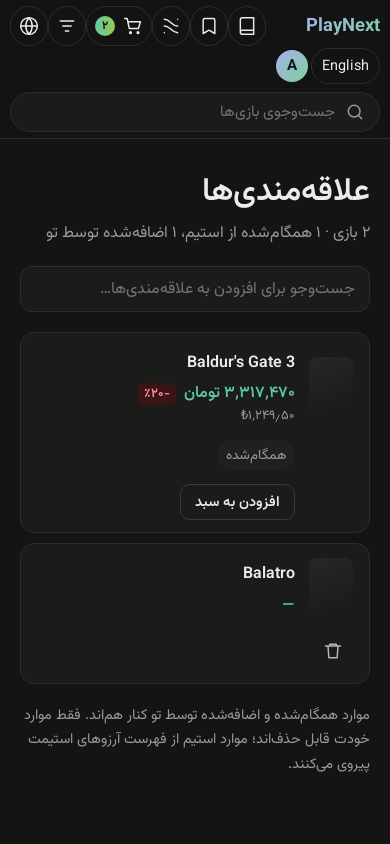 PlayNext
۲
English
A
جست‌وجوی بازی‌ها
علاقه‌مندی‌ها
۲ بازی · ۱ همگام‌شده از استیم، ۱ اضافه‌شده توسط تو
جست‌وجو برای افزودن به علاقه‌مندی‌ها...
Baldur's Gate 3
۳,۳۱۷,۴۷۰ تومان
-۲۰٪
₺۱,۲۴۹٫۵۰
همگام‌شده
افزودن به سبد
Balatro
—
موارد همگام‌شده و اضافه‌شده توسط تو کنار هم‌اند. فقط موارد
خودت قابل حذف‌اند؛ موارد استیم از فهرست آرزوهای استیمت
پیروی می‌کنند.